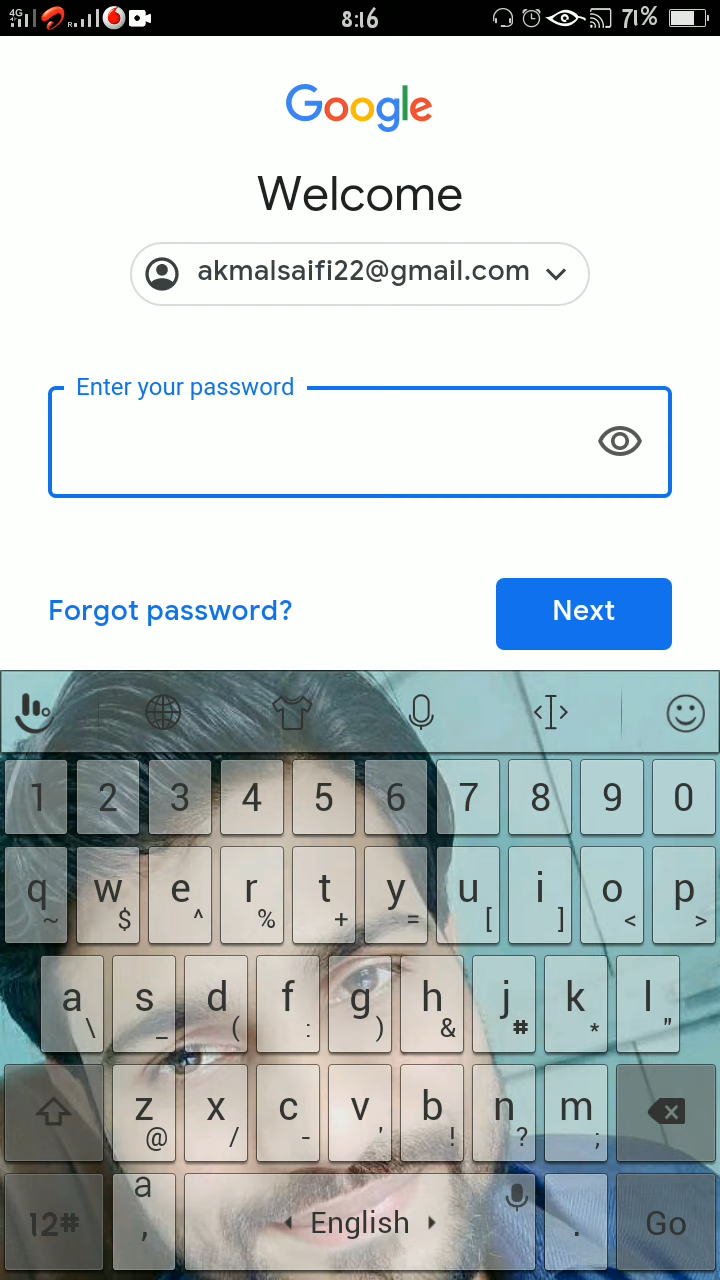 4G R 8:16 71%
Google
Welcome
akmalsaifi22@gmail.com
Enter your password
Forgot password? Next
1 2 3 4 5 6 7 8 9 0
q w e r t y u i o p
~ $ ^ % + = [ ] < >
a s d f g h j k l
\ _ ( : ) & # * "
z x c v b n m
@ / - ' ! ? ;
12# a , English . Go